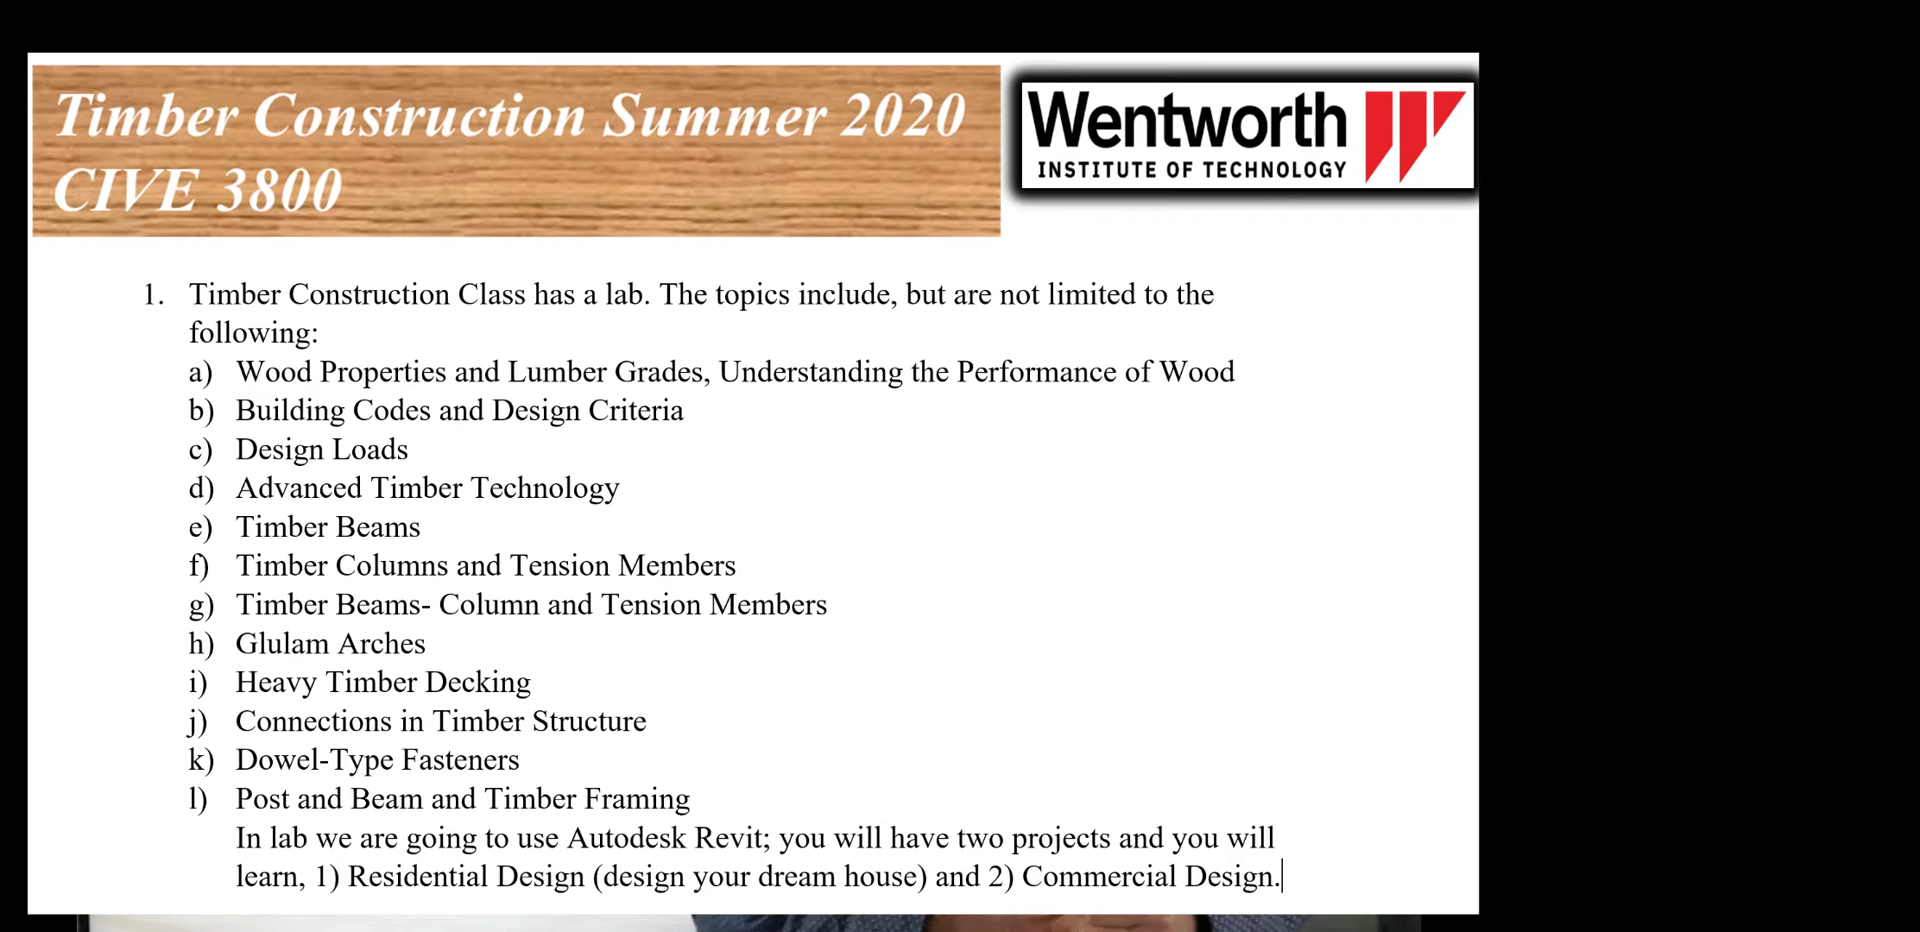 Timber Construction Summer 2020
CIVE 3800
Wentworth
INSTITUTE OF TECHNOLOGY
1. Timber Construction Class has a lab. The topics include, but are not limited to the
following:
a) Wood Properties and Lumber Grades, Understanding the Performance of Wood
b) Building Codes and Design Criteria
c) Design Loads
d) Advanced Timber Technology
e) Timber Beams
f) Timber Columns and Tension Members
g) Timber Beams- Column and Tension Members
h) Glulam Arches
i) Heavy Timber Decking
j) Connections in Timber Structure
k) Dowel-Type Fasteners
l) Post and Beam and Timber Framing
In lab we are going to use Autodesk Revit; you will have two projects and you will
learn, 1) Residential Design (design your dream house) and 2) Commercial Design.